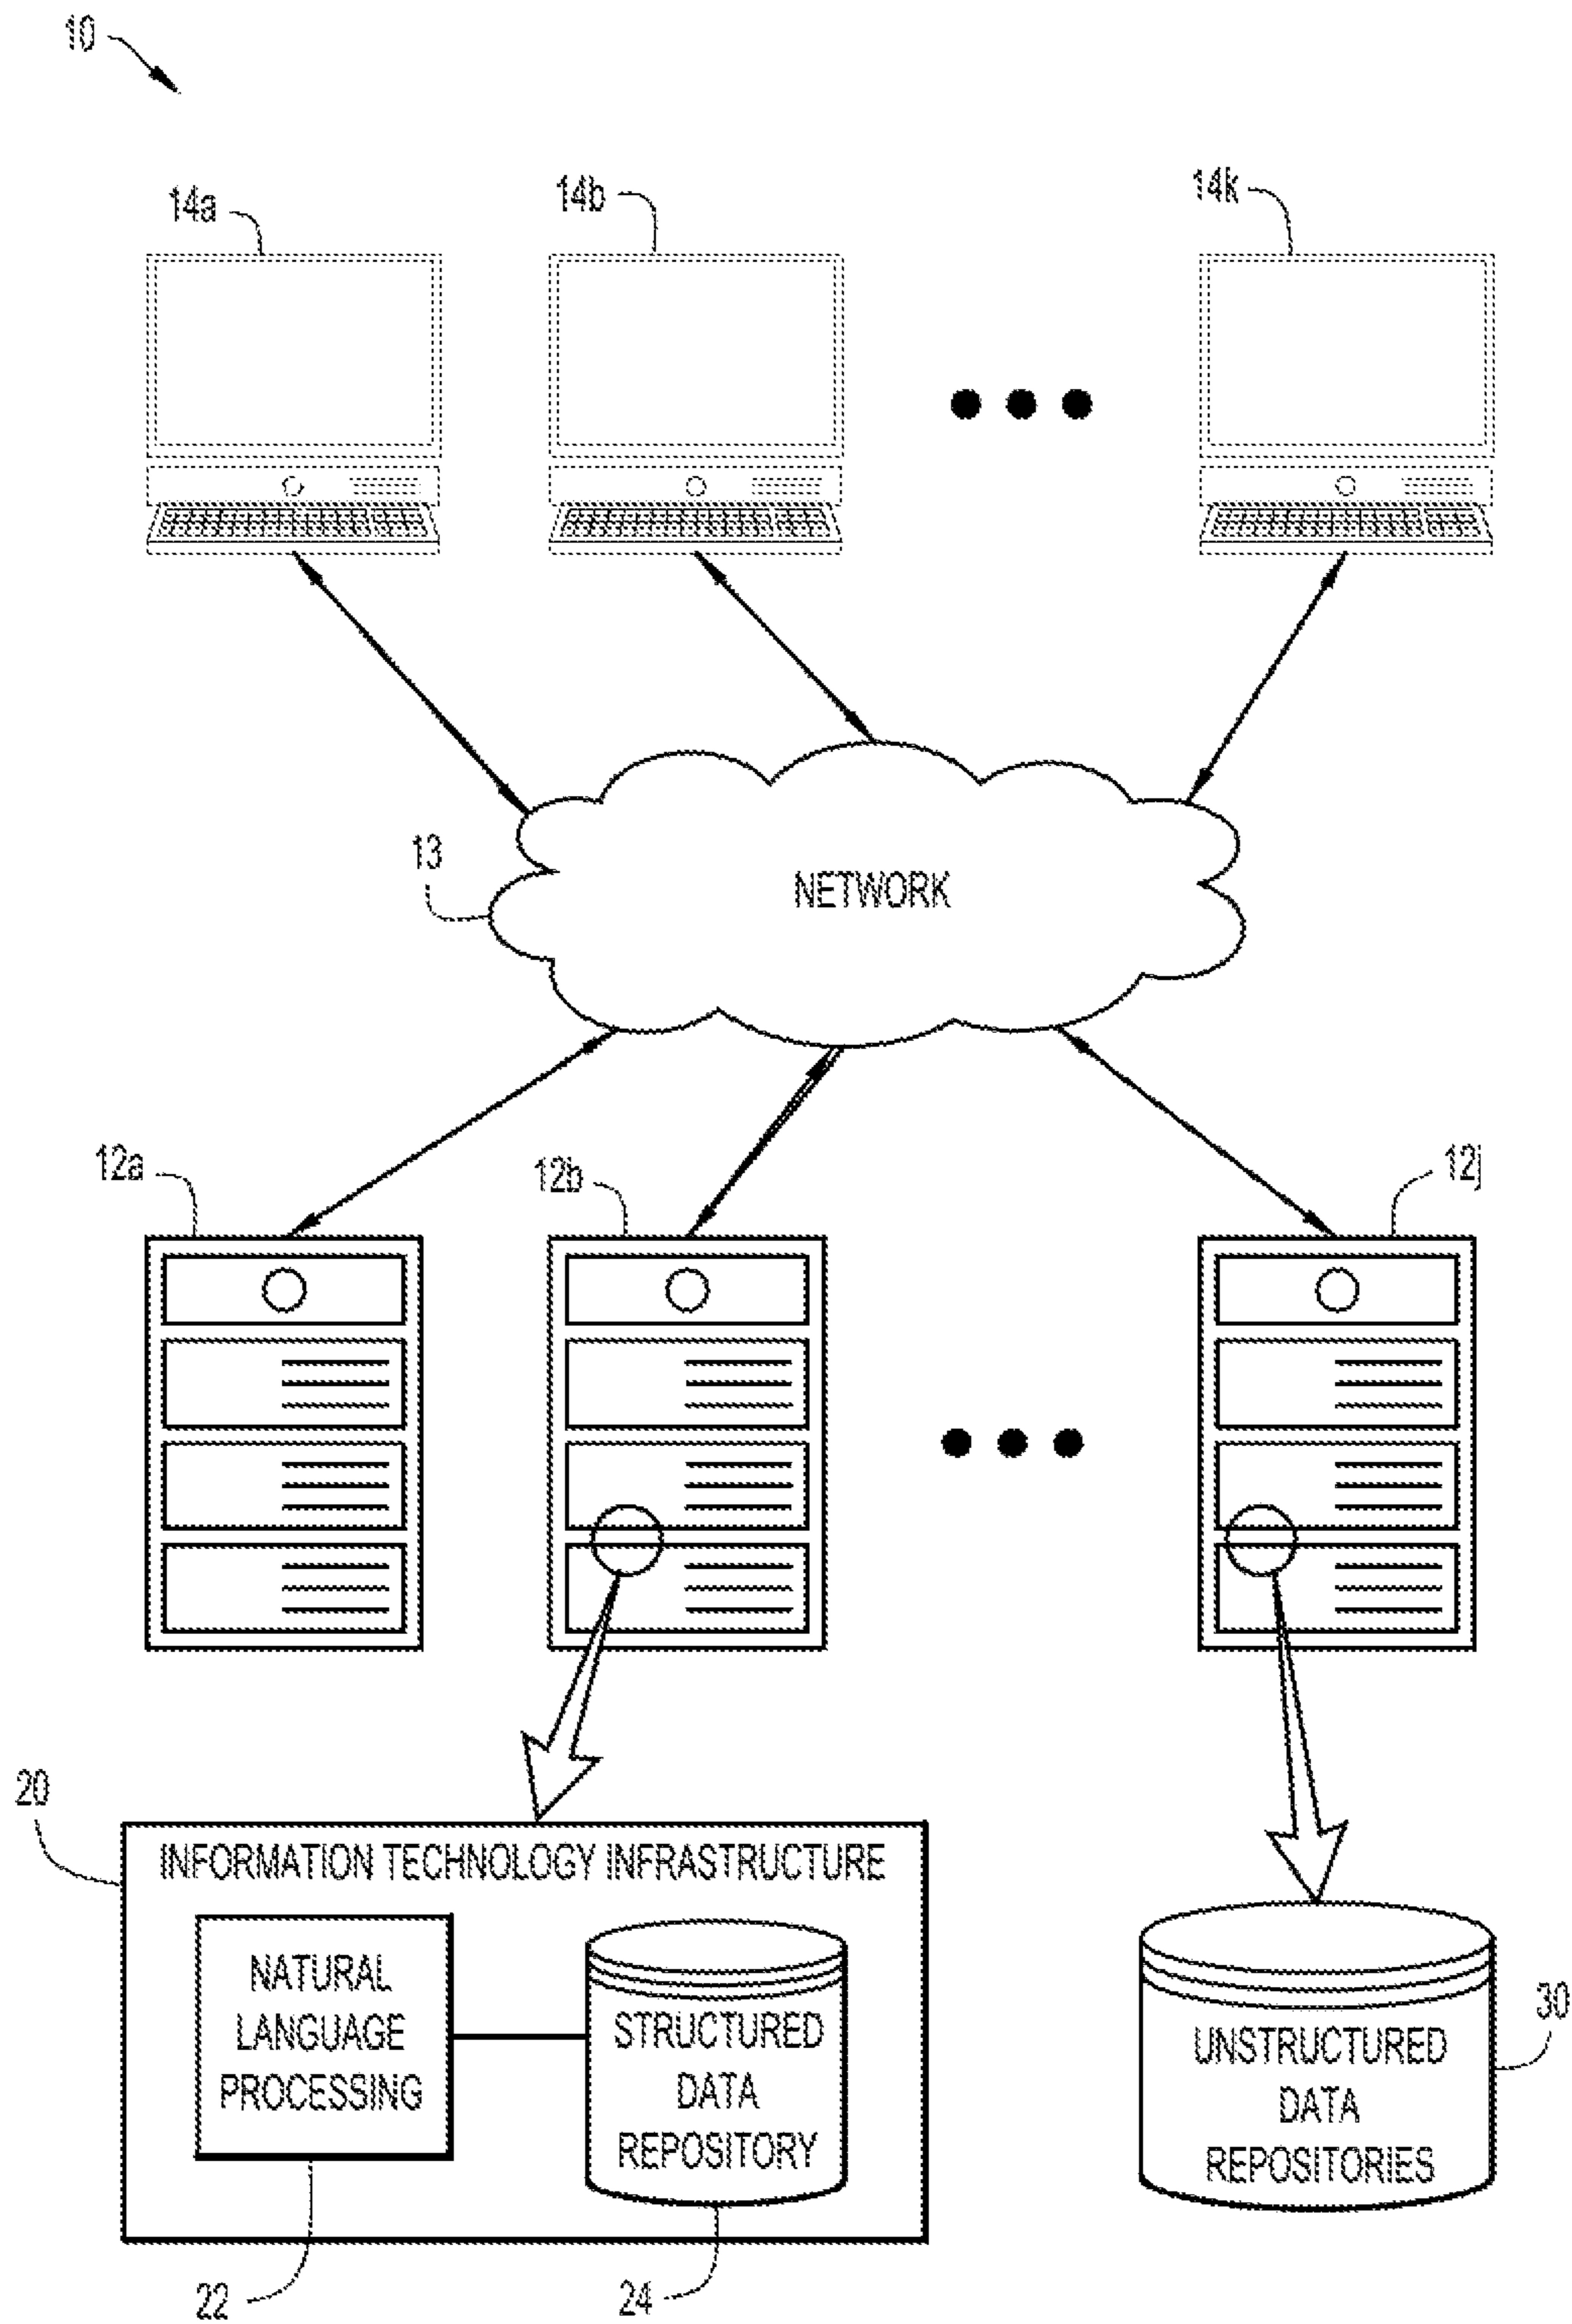 10
14a
14b
14k
13
NETWORK
12a
12b
12j
20
INFORMATION TECHNOLOGY INFRASTRUCTURE
NATURAL
LANGUAGE
PROCESSING
STRUCTURED
DATA
REPOSITORY
UNSTRUCTURED
DATA
REPOSITORIES
30
22
24